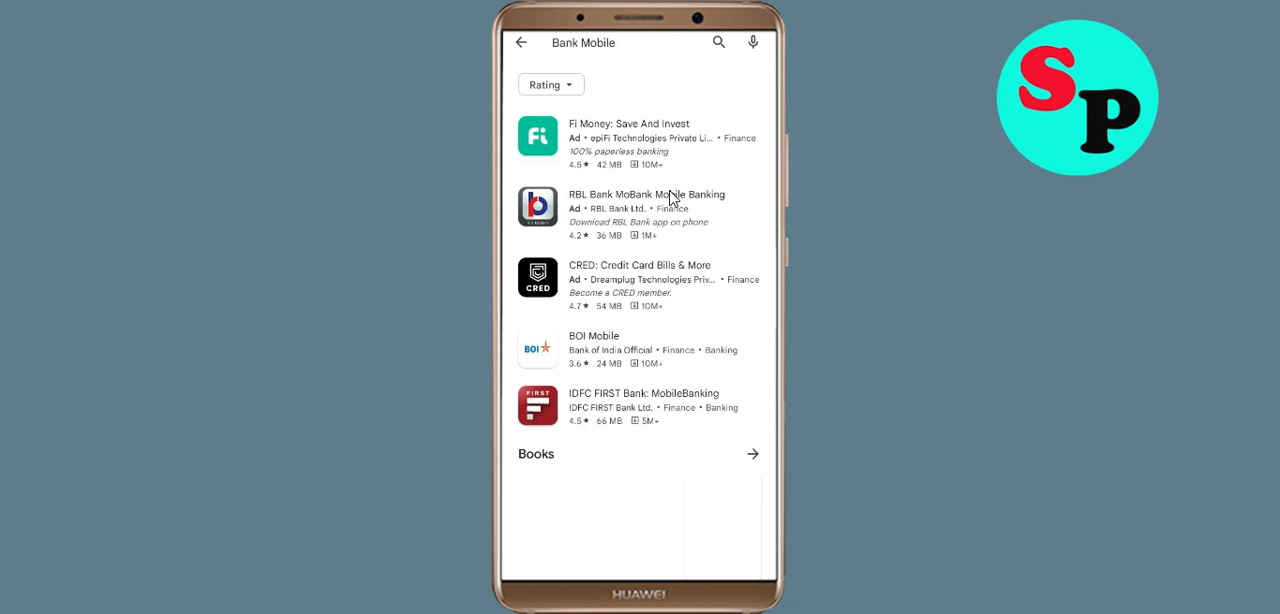 Bank Mobile
Rating
Fi
Fi Money: Save And Invest
Ad • epiFi Technologies Private Li... • Finance
100% paperless banking
4.5★ 42 MB 10M+
b
RBL Bank MoBank Mobile Banking
Ad • RBL Bank Ltd. • Finance
Download RBL Bank app on phone
4.2★ 36 MB 1M+
CRED
CRED: Credit Card Bills & More
Ad • Dreamplug Technologies Priv... • Finance
Become a CRED member.
4.7★ 54 MB 10M+
BOI
BOI Mobile
Bank of India Official • Finance • Banking
3.6★ 24 MB 10M+
FIRST
IDFC FIRST Bank: MobileBanking
IDFC FIRST Bank Ltd. • Finance • Banking
4.5★ 66 MB 5M+
Books
HUAWEI
SP